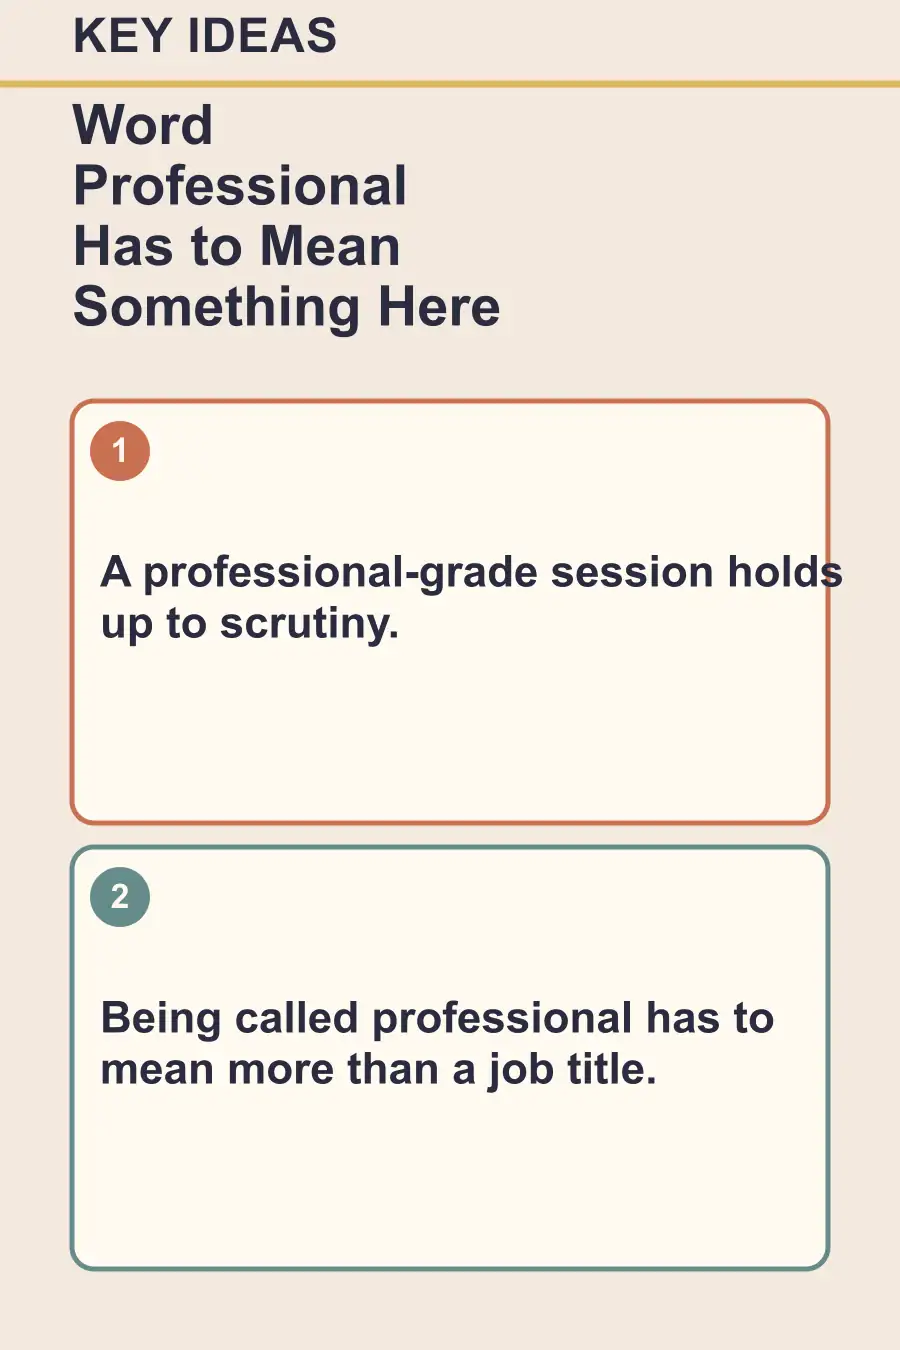 KEY IDEAS
Word
Professional
Has to Mean
Something Here
1
A professional-grade session holds
up to scrutiny.
2
Being called professional has to
mean more than a job title.